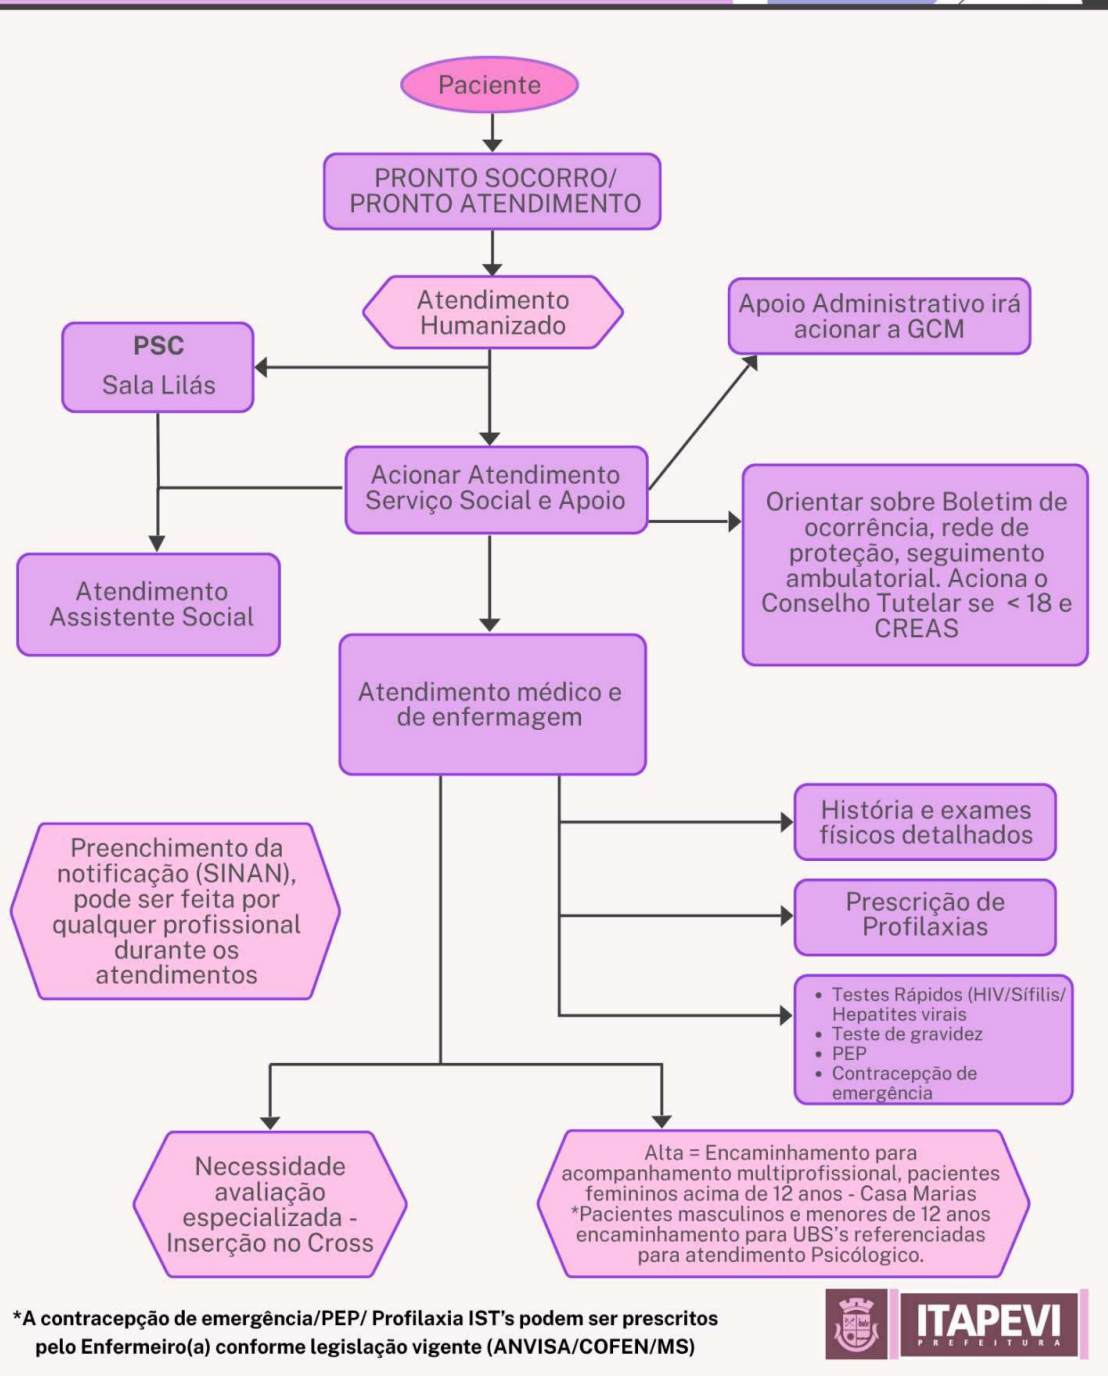 Paciente
PRONTO SOCORRO/
PRONTO ATENDIMENTO
Atendimento
Humanizado
Apoio Administrativo irá
acionar a GCM
PSC
Sala Lilás
Acionar Atendimento
Serviço Social e Apoio
Orientar sobre Boletim de
ocorrência, rede de
proteção, seguimento
ambulatorial. Aciona o
Conselho Tutelar se < 18 e
CREAS
Atendimento
Assistente Social
Atendimento médico e
de enfermagem
História e exames
físicos detalhados
Preenchimento da
notificação (SINAN),
pode ser feita por
qualquer profissional
durante os
atendimentos
Prescrição de
Profilaxias
• Testes Rápidos (HIV/Sífilis/
Hepatites virais
• Teste de gravidez
• PEP
• Contracepção de
emergência
Necessidade
avaliação
especializada -
Inserção no Cross
Alta = Encaminhamento para
acompanhamento multiprofissional, pacientes
femininos acima de 12 anos - Casa Marias
*Pacientes masculinos e menores de 12 anos
encaminhamento para UBS's referenciadas
para atendimento Psicólogico.
*A contracepção de emergência/PEP/ Profilaxia IST's podem ser prescritos
pelo Enfermeiro(a) conforme legislação vigente (ANVISA/COFEN/MS)
ITAPEVI
PREFEITURA